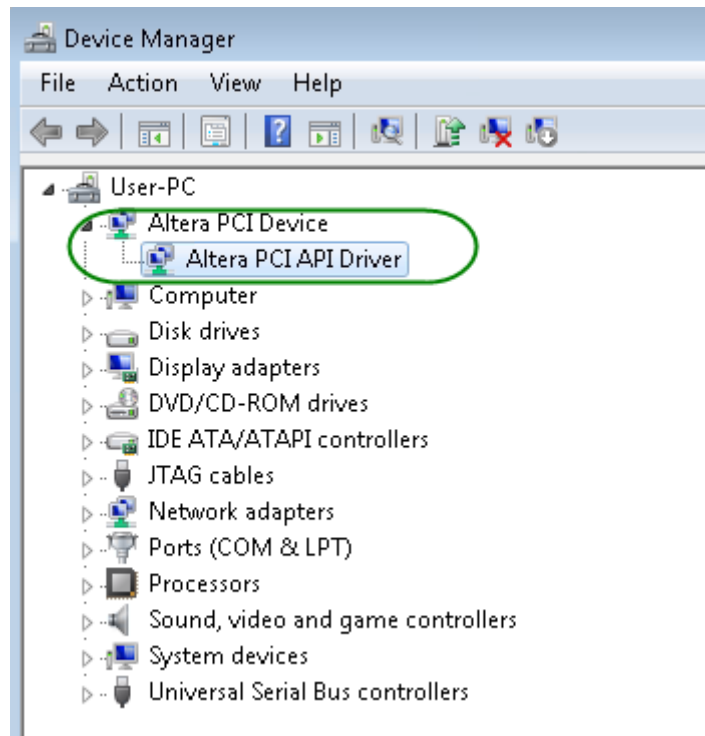 Device Manager
File Action View Help
User-PC
Altera PCI Device
Altera PCI API Driver
Computer
Disk drives
Display adapters
DVD/CD-ROM drives
IDE ATA/ATAPI controllers
JTAG cables
Network adapters
Ports (COM & LPT)
Processors
Sound, video and game controllers
System devices
Universal Serial Bus controllers